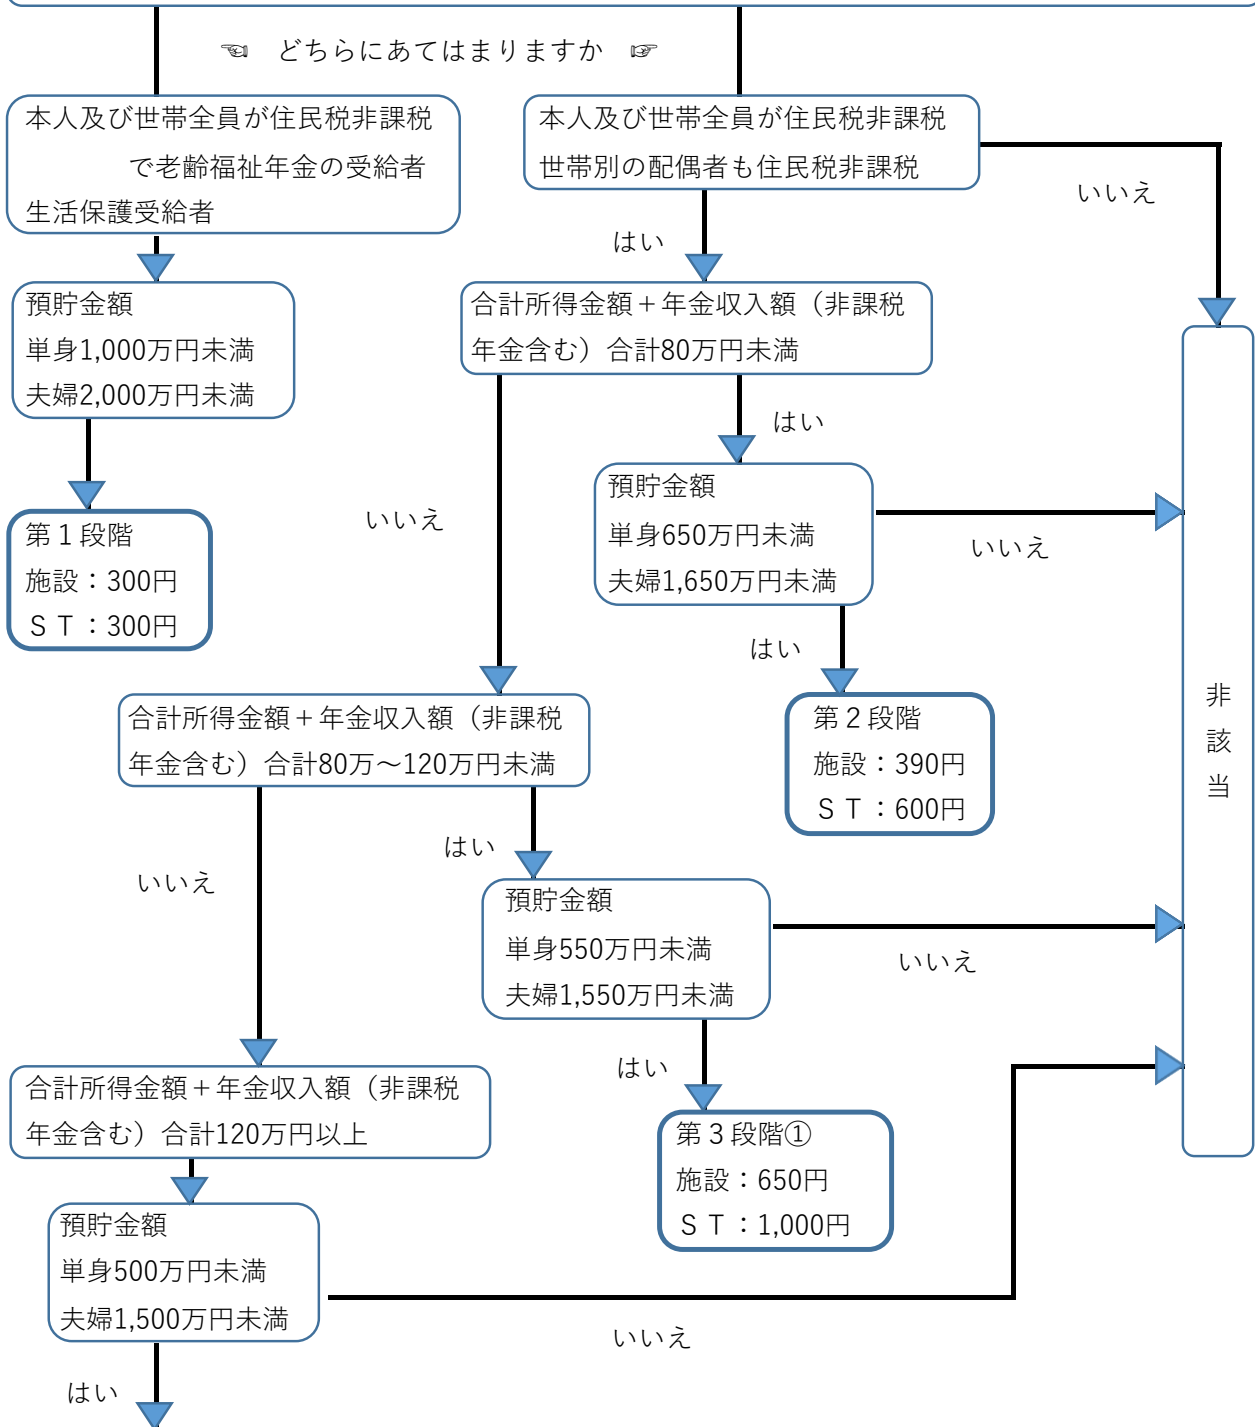 ☜ どちらにあてはまりますか ☞
本人及び世帯全員が住民税非課税
で老齢福祉年金の受給者
生活保護受給者
本人及び世帯全員が住民税非課税
世帯別の配偶者も住民税非課税
いいえ
はい
預貯金額
単身1,000万円未満
夫婦2,000万円未満
合計所得金額＋年金収入額（非課税
年金含む）合計80万円未満
はい
いいえ
預貯金額
単身650万円未満
夫婦1,650万円未満
いいえ
第１段階
施設：300円
ＳＴ：300円
はい
第２段階
施設：390円
ＳＴ：600円
非
該
当
合計所得金額＋年金収入額（非課税
年金含む）合計80万～120万円未満
はい
いいえ
預貯金額
単身550万円未満
夫婦1,550万円未満
いいえ
はい
第３段階①
施設：650円
ＳＴ：1,000円
合計所得金額＋年金収入額（非課税
年金含む）合計120万円以上
預貯金額
単身500万円未満
夫婦1,500万円未満
いいえ
はい